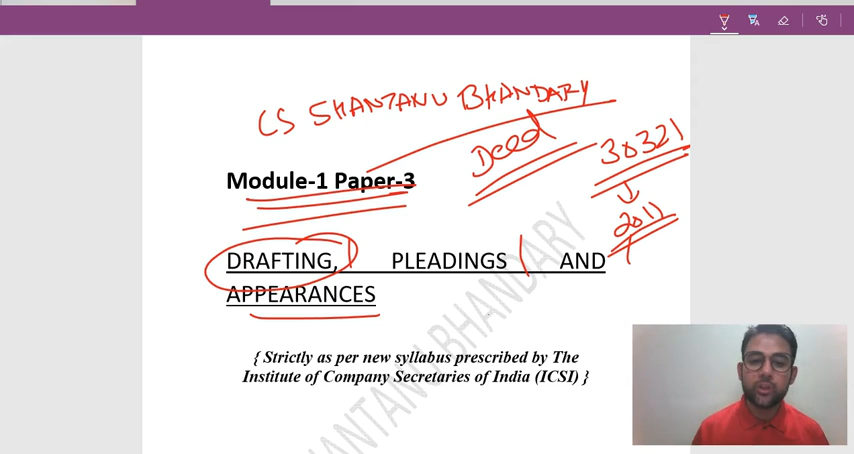 CS SHANTANU BHANDARY
Deed
30321
2011
Module-1 Paper-3
DRAFTING, PLEADINGS AND
APPEARANCES
SHANTANU BHANDARY
{ Strictly as per new syllabus prescribed by The
Institute of Company Secretaries of India (ICSI) }